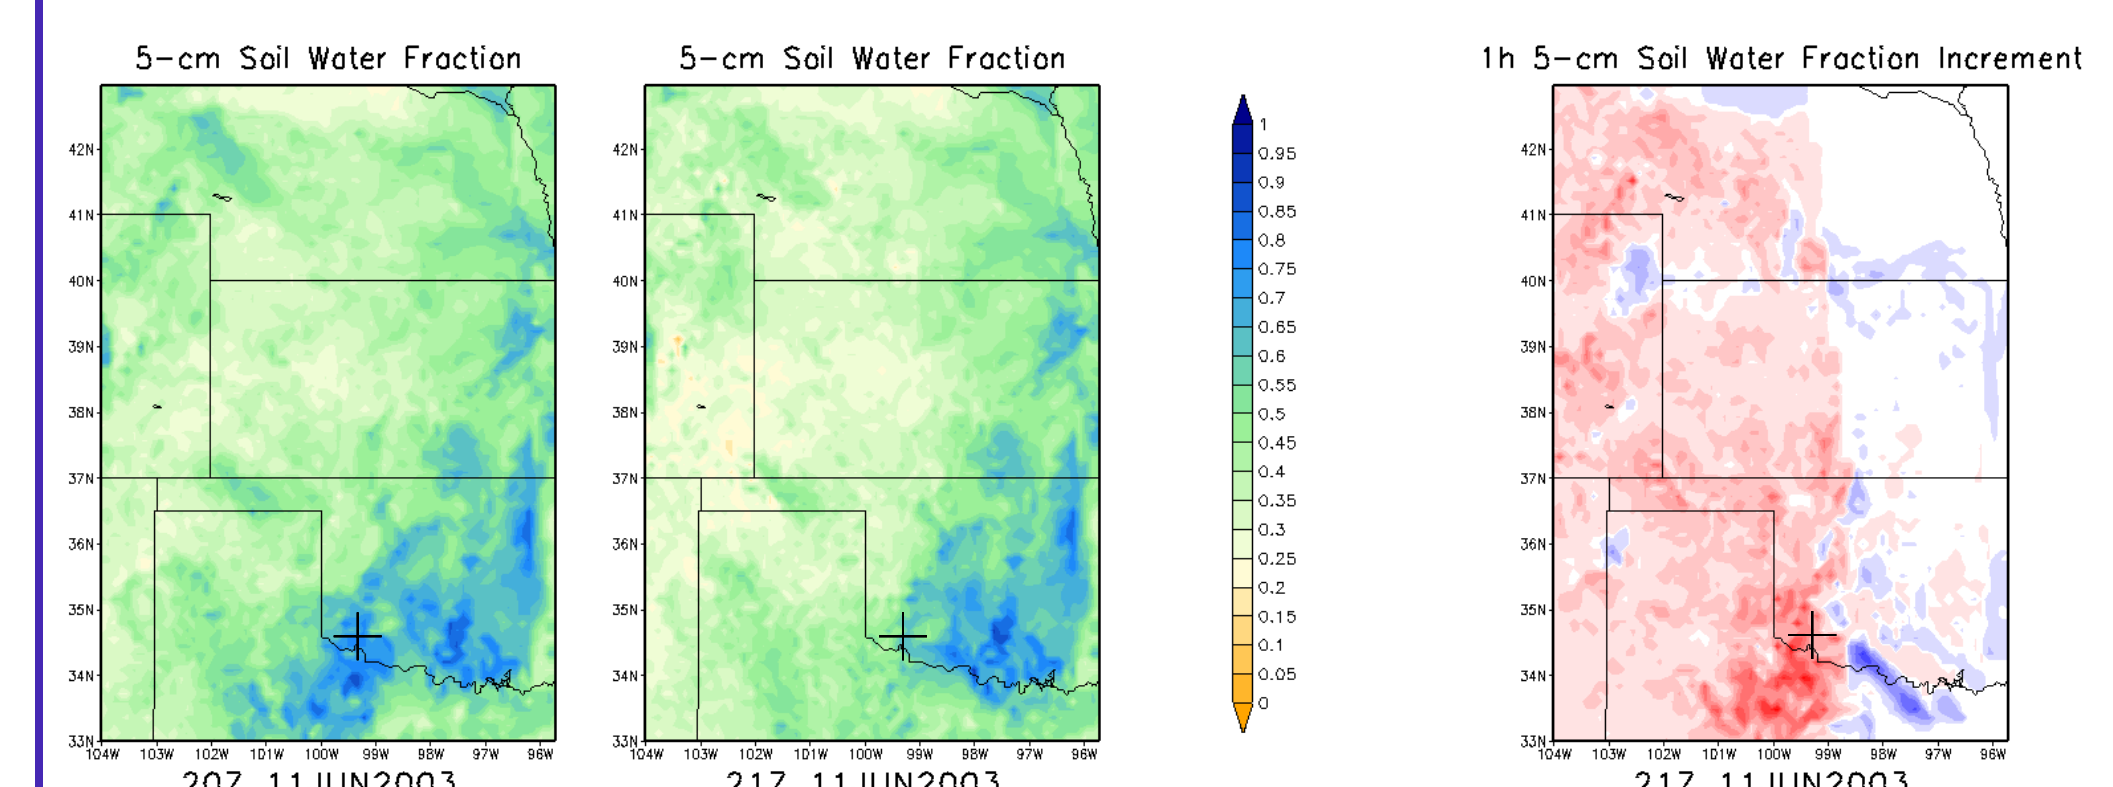 5-cm Soil Water Fraction
42N
41N
40N
39N
38N
37N
36N
35N
34N
33N
104W 103W 102W 101W 100W 99W 98W 97W 96W
20Z 11JUN2003
5-cm Soil Water Fraction
42N
41N
40N
39N
38N
37N
36N
35N
34N
33N
104W 103W 102W 101W 100W 99W 98W 97W 96W
21Z 11JUN2003
1
0.95
0.9
0.85
0.8
0.75
0.7
0.65
0.6
0.55
0.5
0.45
0.4
0.35
0.3
0.25
0.2
0.15
0.1
0.05
0
1h 5-cm Soil Water Fraction Increment
42N
41N
40N
39N
38N
37N
36N
35N
34N
33N
104W 103W 102W 101W 100W 99W 98W 97W 96W
21Z 11JUN2003